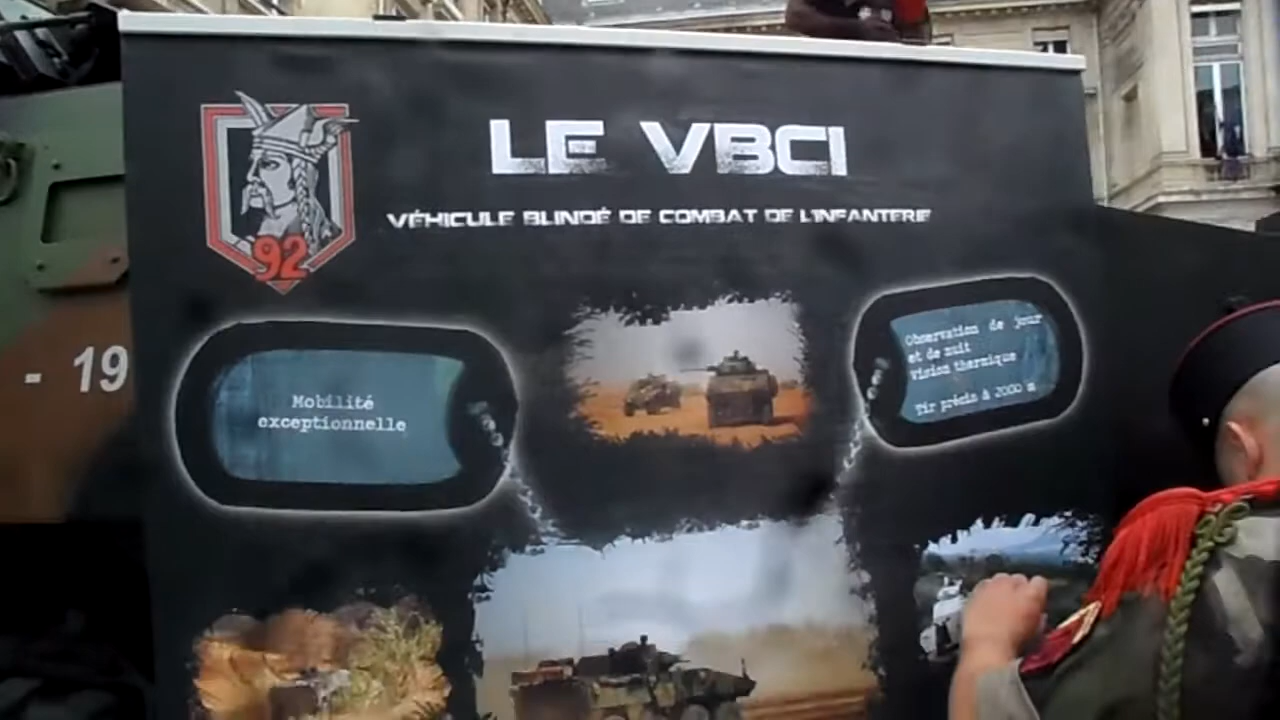 LE VBCI
VÉHICULE BLINDÉ DE COMBAT DE L'INFANTERIE
92
- 19
Mobilité
exceptionnelle
Observation de jour
et de nuit
Vision thermique
Tir précis à 2000 m